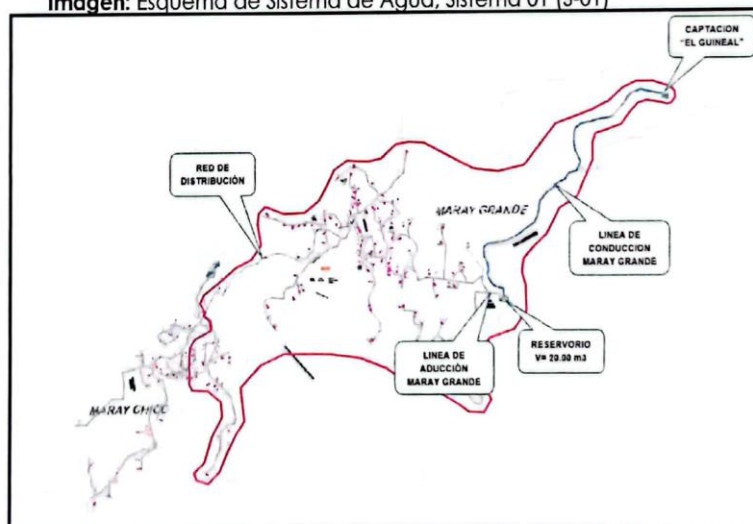 Imagen: Esquema de Sistema de Agua, Sistema 01 (S-01)
CAPTACION
"EL GUINEAL"
RED DE
DISTRIBUCIÓN
MARAY GRANDE
LINEA DE
CONDUCCION
MARAY GRANDE
LINEA DE
ADUCCIÓN
MARAY GRANDE
RESERVORIO
V= 20.00 m3
MARAY CHICO